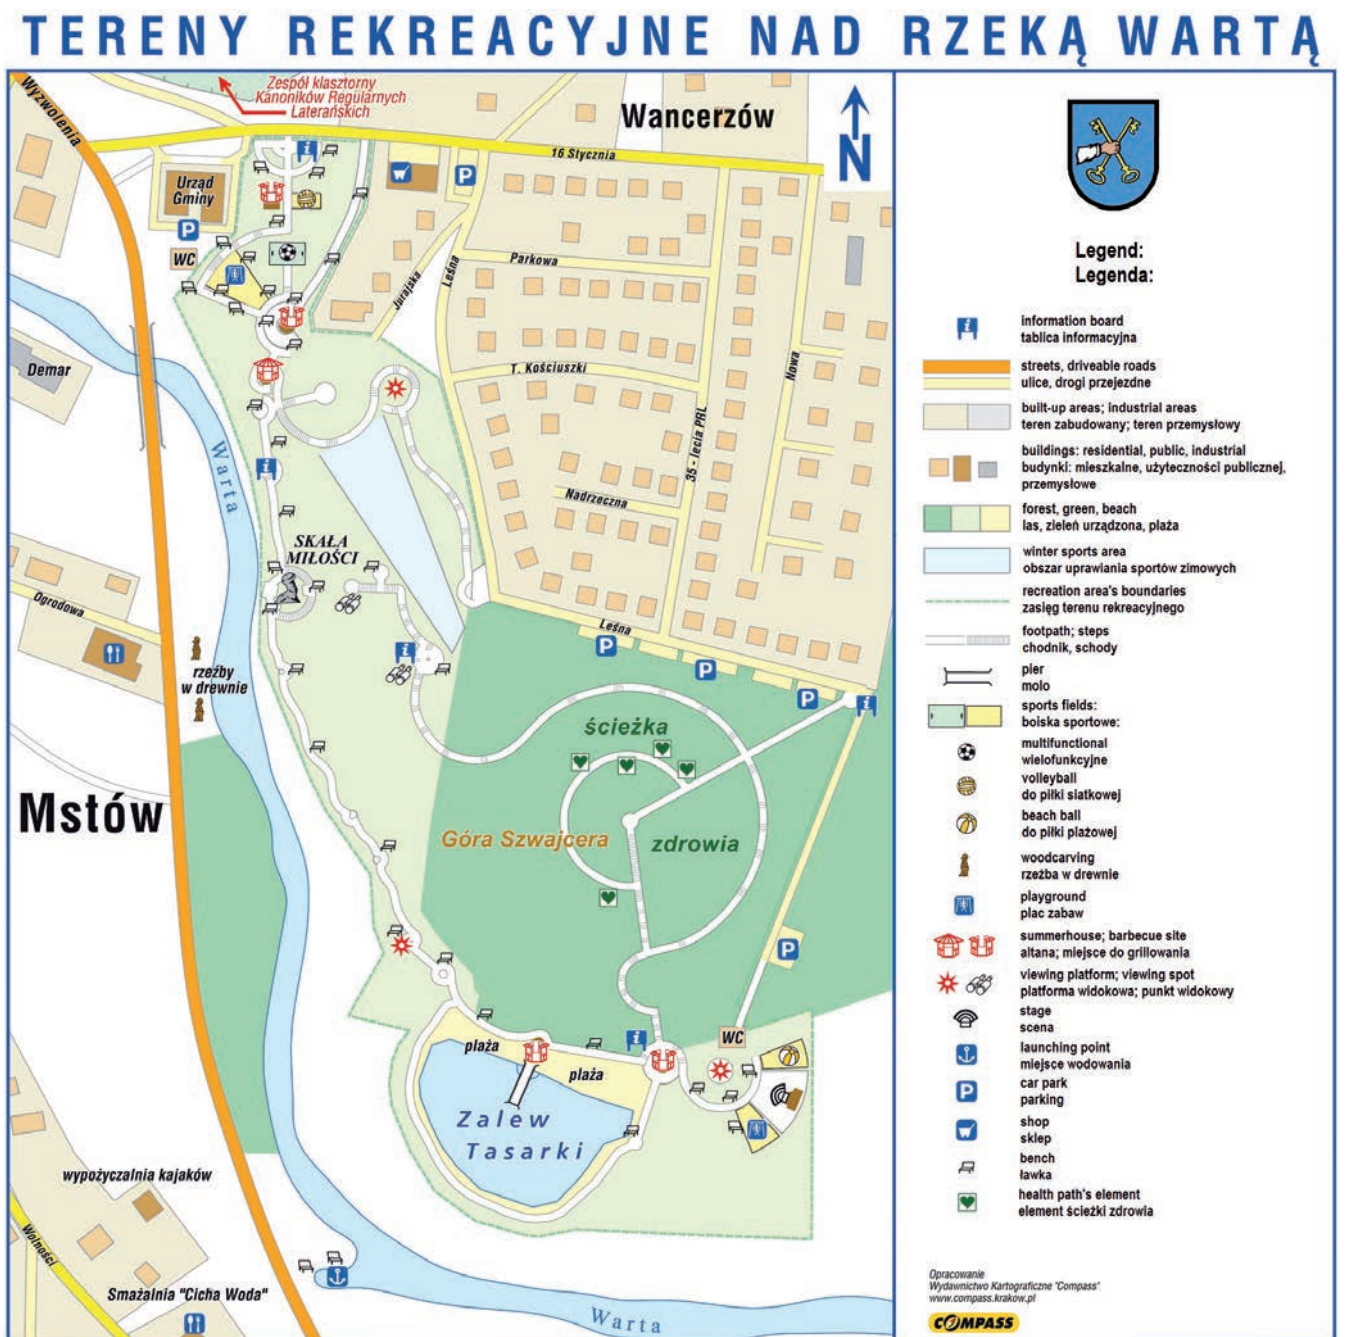 TERENY REKREACYJNE NAD RZEKĄ WARTĄ
Wyzwolenia
Zespół klasztorny
Kanoników Regularnych
Laterańskich
Wancerzów
N
16 Stycznia
Urząd
Gminy
P
P
WC
Jurajska
Leśna
Parkowa
Demar
T. Kościuszki
Nowa
35 - lecia PRL
Warta
Nadrzeczna
SKAŁA
MIŁOŚCI
Ogrodowa
Leśna
P
P
P
rzeźby
w drewnie
ścieżka
Mstów
Góra Szwajcera
zdrowia
P
WC
plaża
plaża
Zalew
Tasarki
wypożyczalnia kajaków
Wolności
Smażalnia "Cicha Woda"
Warta
Legend:
Legenda:
information board
tablica informacyjna
streets, driveable roads
ulice, drogi przejezdne
built-up areas; industrial areas
teren zabudowany; teren przemysłowy
buildings: residential, public, industrial
budynki: mieszkalne, użyteczności publicznej,
przemysłowe
forest, green, beach
las, zieleń urządzona, plaża
winter sports area
obszar uprawiania sportów zimowych
recreation area's boundaries
zasięg terenu rekreacyjnego
footpath; steps
chodnik, schody
pier
molo
sports fields:
boiska sportowe:
multifunctional
wielofunkcyjne
volleyball
do piłki siatkowej
beach ball
do piłki plażowej
woodcarving
rzeźba w drewnie
playground
plac zabaw
summerhouse; barbecue site
altana; miejsce do grillowania
viewing platform; viewing spot
platforma widokowa; punkt widokowy
stage
scena
launching point
miejsce wodowania
P
car park
parking
shop
sklep
bench
ławka
health path's element
element ścieżki zdrowia
Opracowanie
Wydawnictwo Kartograficzne "Compass"
www.compass.krakow.pl
COMPASS